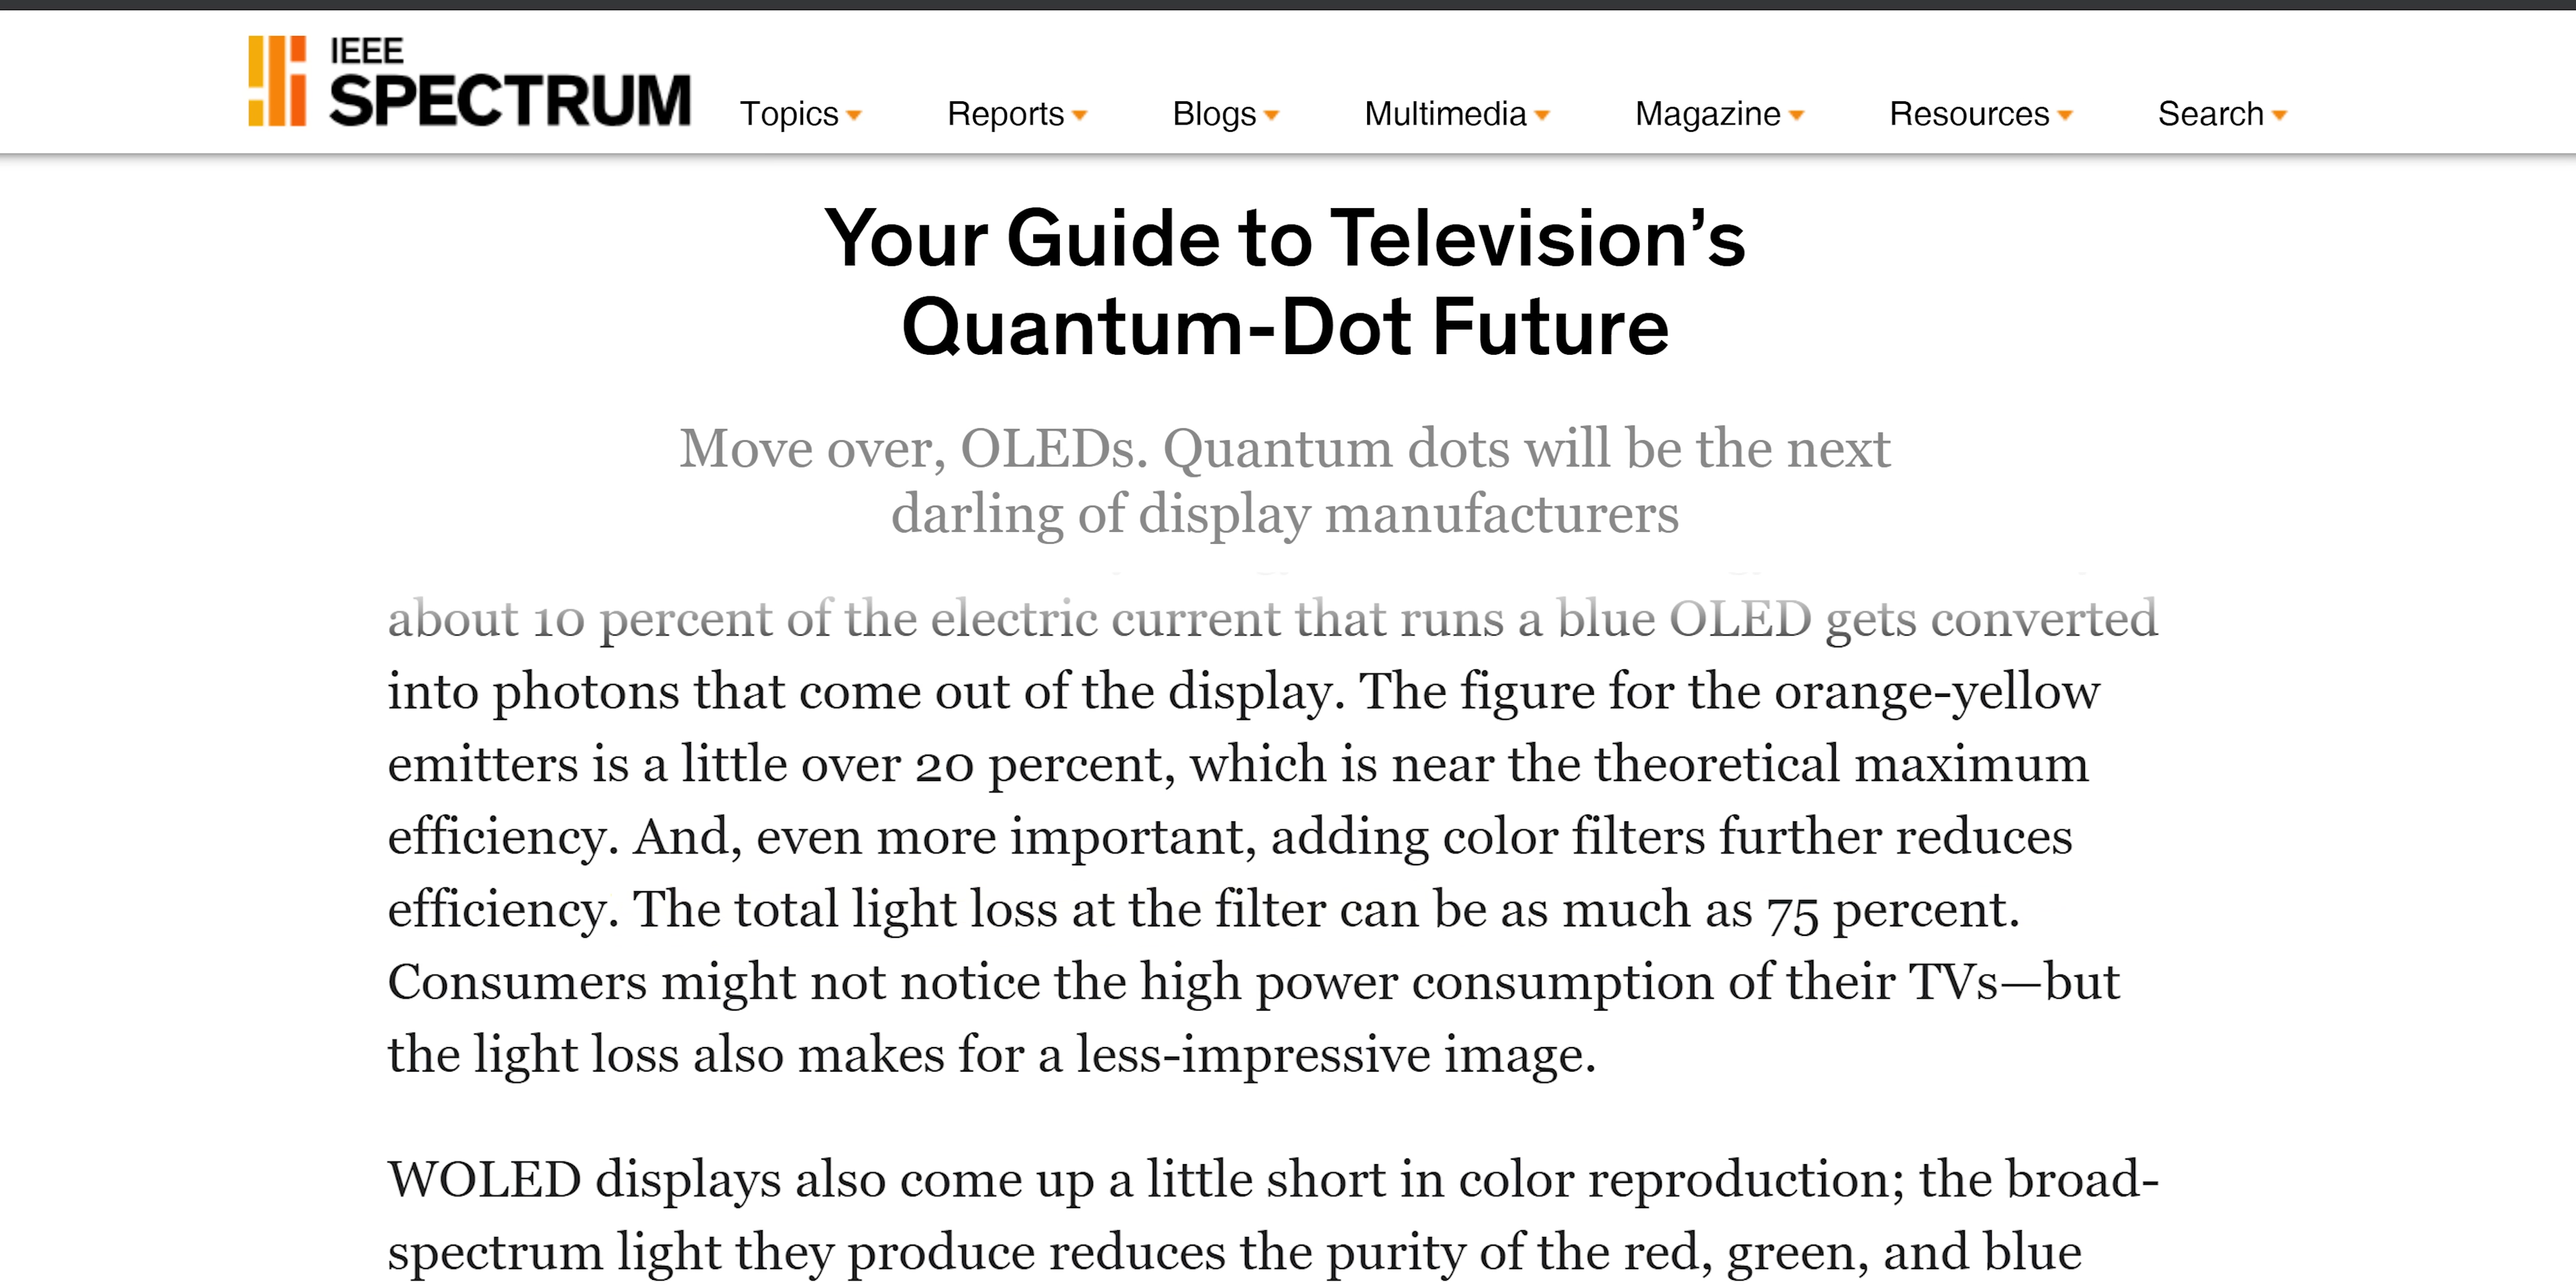 IEEE
SPECTRUM
Topics Reports Blogs Multimedia Magazine Resources Search
Your Guide to Television’s
Quantum-Dot Future
Move over, OLEDs. Quantum dots will be the next
darling of display manufacturers
about 10 percent of the electric current that runs a blue OLED gets converted
into photons that come out of the display. The figure for the orange-yellow
emitters is a little over 20 percent, which is near the theoretical maximum
efficiency. And, even more important, adding color filters further reduces
efficiency. The total light loss at the filter can be as much as 75 percent.
Consumers might not notice the high power consumption of their TVs—but
the light loss also makes for a less-impressive image.
WOLED displays also come up a little short in color reproduction; the broad-
spectrum light they produce reduces the purity of the red, green, and blue